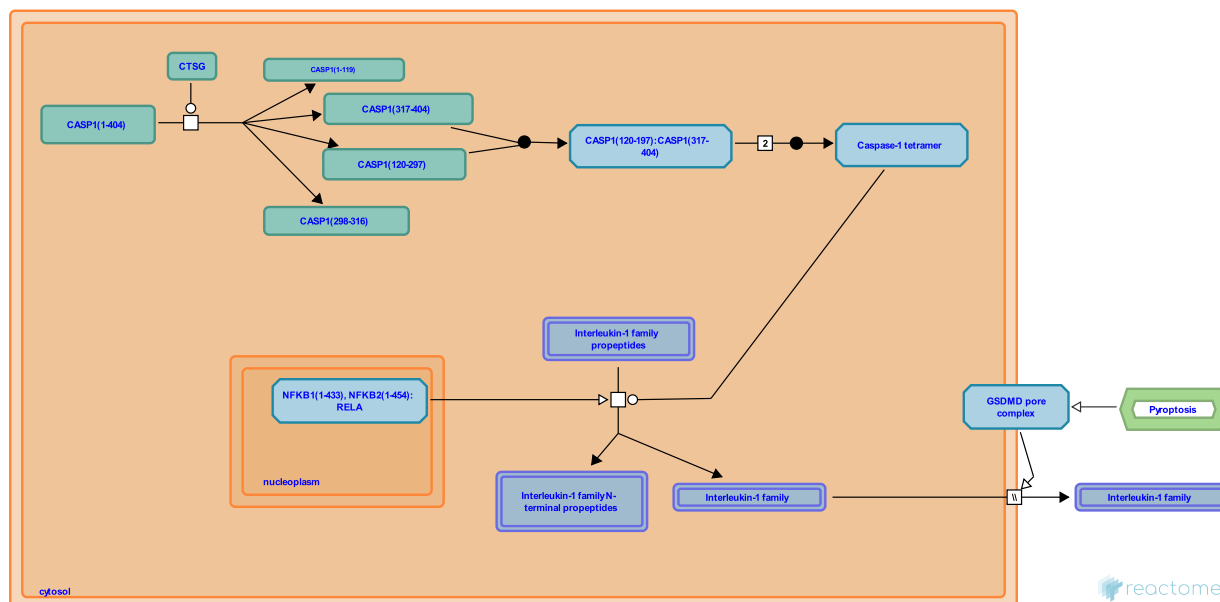 CTSG
CASP1(1-119)
CASP1(1-404)
CASP1(317-404)
CASP1(120-297)
CASP1(298-316)
CASP1(120-197):CASP1(317-
404)
2
Caspase-1 tetramer
Interleukin-1 family
propeptides
NFKB1(1-433), NFKB2(1-454):
RELA
nucleoplasm
GSDMD pore
complex
Pyroptosis
Interleukin-1 family N-
terminal propeptides
Interleukin-1 family
\\
Interleukin-1 family
cytosol
reactome